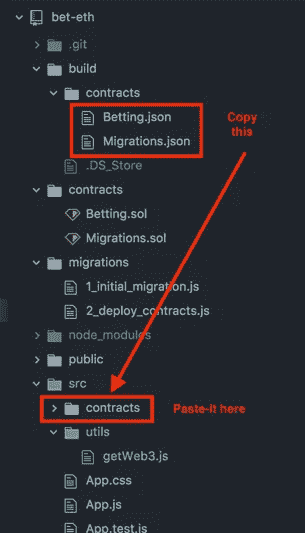 bet-eth
.git
build
contracts
Betting.json
Migrations.json
Copy
this
.DS_Store
contracts
Betting.sol
Migrations.sol
migrations
1_initial_migration.js
2_deploy_contracts.js
node_modules
public
src
contracts
Paste it here
utils
getWeb3.js
App.css
App.js
App.test.js